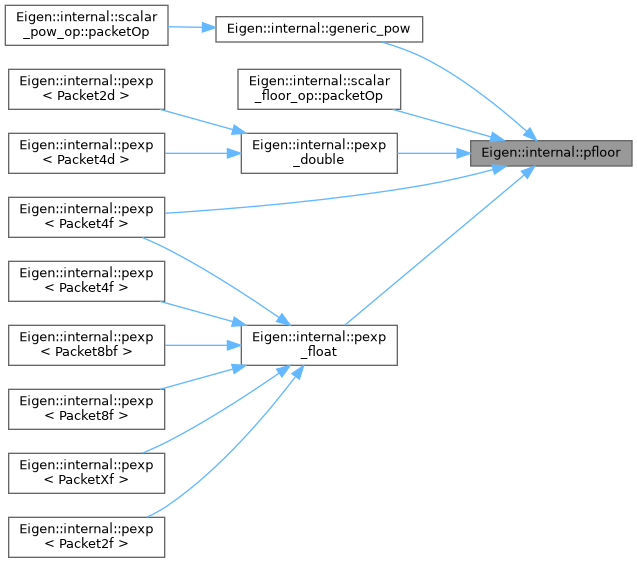 Eigen::internal::scalar
_pow_op::packetOp
Eigen::internal::generic_pow
Eigen::internal::pexp
< Packet2d >
Eigen::internal::scalar
_floor_op::packetOp
Eigen::internal::pexp
< Packet4d >
Eigen::internal::pexp
_double
Eigen::internal::pfloor
Eigen::internal::pexp
< Packet4f >
Eigen::internal::pexp
< Packet4f >
Eigen::internal::pexp
< Packet8bf >
Eigen::internal::pexp
_float
Eigen::internal::pexp
< Packet8f >
Eigen::internal::pexp
< PacketXf >
Eigen::internal::pexp
< Packet2f >